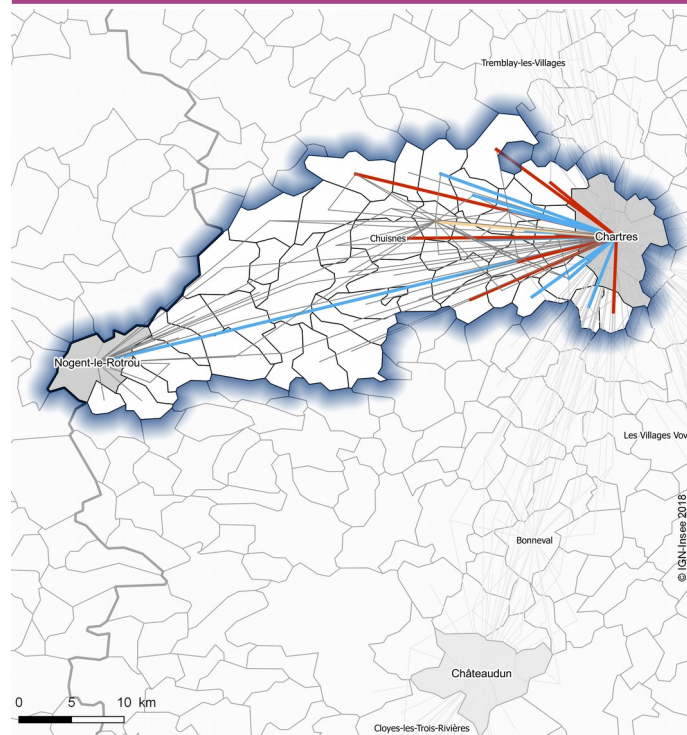 Tremblay-les-Villages
Chuisnes
Chartres
Nogent-le-Rotrou
Les Villages Vov
© IGN-Insee 2018
Bonneval
Châteaudun
0 5 10 km
Cloyes-les-Trois-Rivières